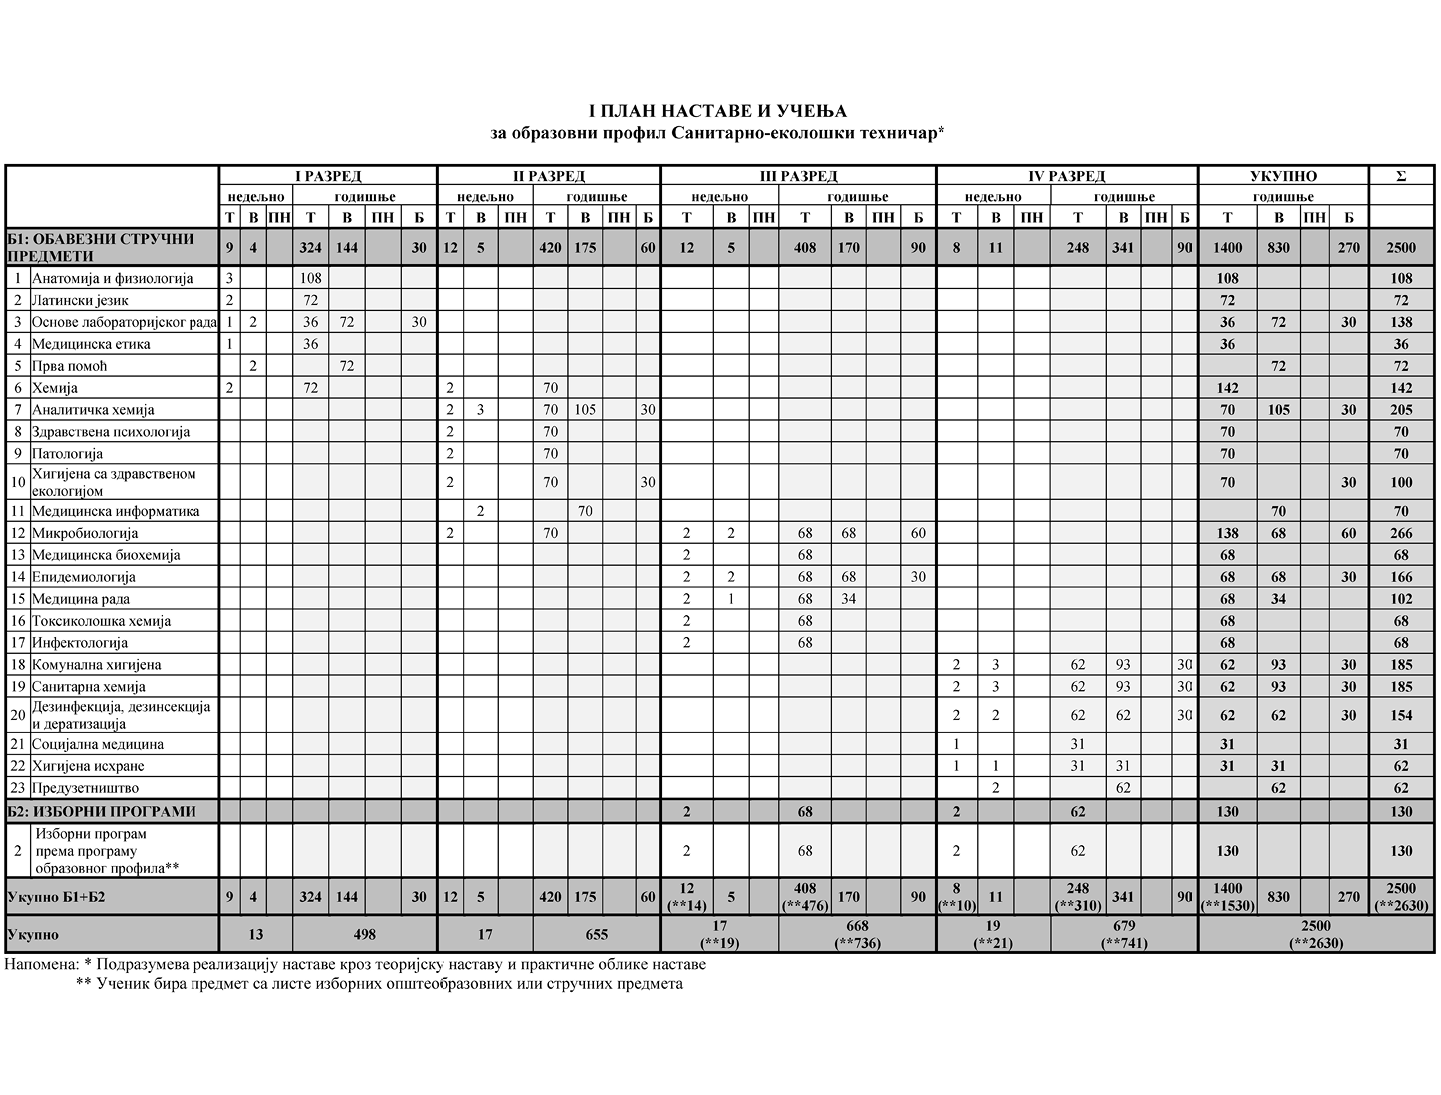 I ПЛАН НАСТАВЕ И УЧЕЊА
за образовни профил Санитарно-еколошки техничар*
I РАЗРЕД II РАЗРЕД III РАЗРЕД IV РАЗРЕД УКУПНО Σ
недељно годишње недељно годишње недељно годишње недељно годишње годишње
Т В ПН Т В ПН Б Т В ПН Т В ПН Б Т В ПН Т В ПН Б Т В ПН Т В ПН Б Т В ПН Б
Б1: ОБАВЕЗНИ СТРУЧНИ
ПРЕДМЕТИ 9 4 324 144 30 12 5 420 175 60 12 5 408 170 90 8 11 248 341 90 1400 830 270 2500
1 Анатомија и физиологија 3 108 108 108
2 Латински језик 2 72 72 72
3 Основе лабораторијског рада 1 2 36 72 30 36 72 30 138
4 Медицинска етика 1 36 36 36
5 Прва помоћ 2 72 72 72
6 Хемија 2 72 2 70 142 142
7 Аналитичка хемија 2 3 70 105 30 70 105 30 205
8 Здравствена психологија 2 70 70 70
9 Патологија 2 70 70 70
10 Хигијена са здравственом
екологијом 2 70 30 70 30 100
11 Медицинска информатика 2 70 70 70
12 Микробиологија 2 70 2 2 68 68 60 138 68 60 266
13 Медицинска биохемија 2 68 68 68
14 Епидемиологија 2 2 68 68 30 68 68 30 166
15 Медицина рада 2 1 68 34 68 34 102
16 Токсиколошка хемија 2 68 68 68
17 Инфектологија 2 68 68 68
18 Комунална хигијена 2 3 62 93 30 62 93 30 185
19 Санитарна хемија 2 3 62 93 30 62 93 30 185
20 Дезинфекција, дезинсекција
и дератизација 2 2 62 62 30 62 62 30 154
21 Социјална медицина 1 31 31 31
22 Хигијена исхране 1 1 31 31 31 31 62
23 Предузетништво 2 62 62 62
Б2: ИЗБОРНИ ПРОГРАМИ 2 68 2 62 130 130
2 Изборни програм
према програму
образовног профила** 2 68 2 62 130 130
Укупно Б1+Б2 9 4 324 144 30 12 5 420 175 60 12 (**14) 5 408 (**476) 170 90 8 (**10) 11 248 (**310) 341 90 1400 (**1530) 830 270 2500 (**2630)
Укупно 13 498 17 655 17 (**19) 668 (**736) 19 (**21) 679 (**741) 2500 (**2630)
Напомена: * Подразумева реализацију наставе кроз теоријску наставу и практичне облике наставе
** Ученик бира предмет са листе изборних општеобразовних или стручних предмета